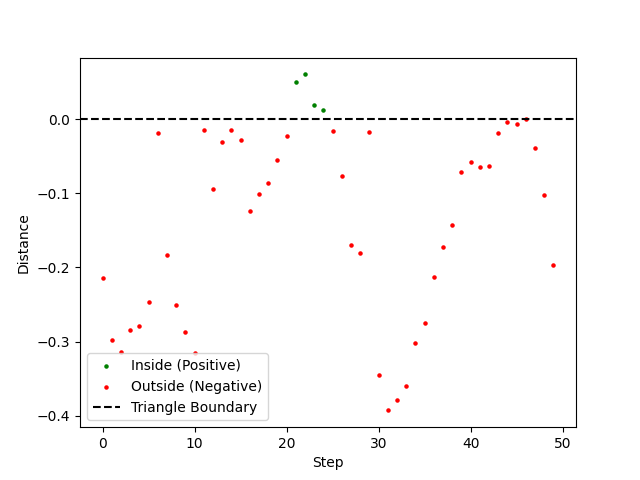 0.0
−0.1
−0.2
−0.3
−0.4
Distance
Inside (Positive)
Outside (Negative)
Triangle Boundary
0 10 20 30 40 50
Step